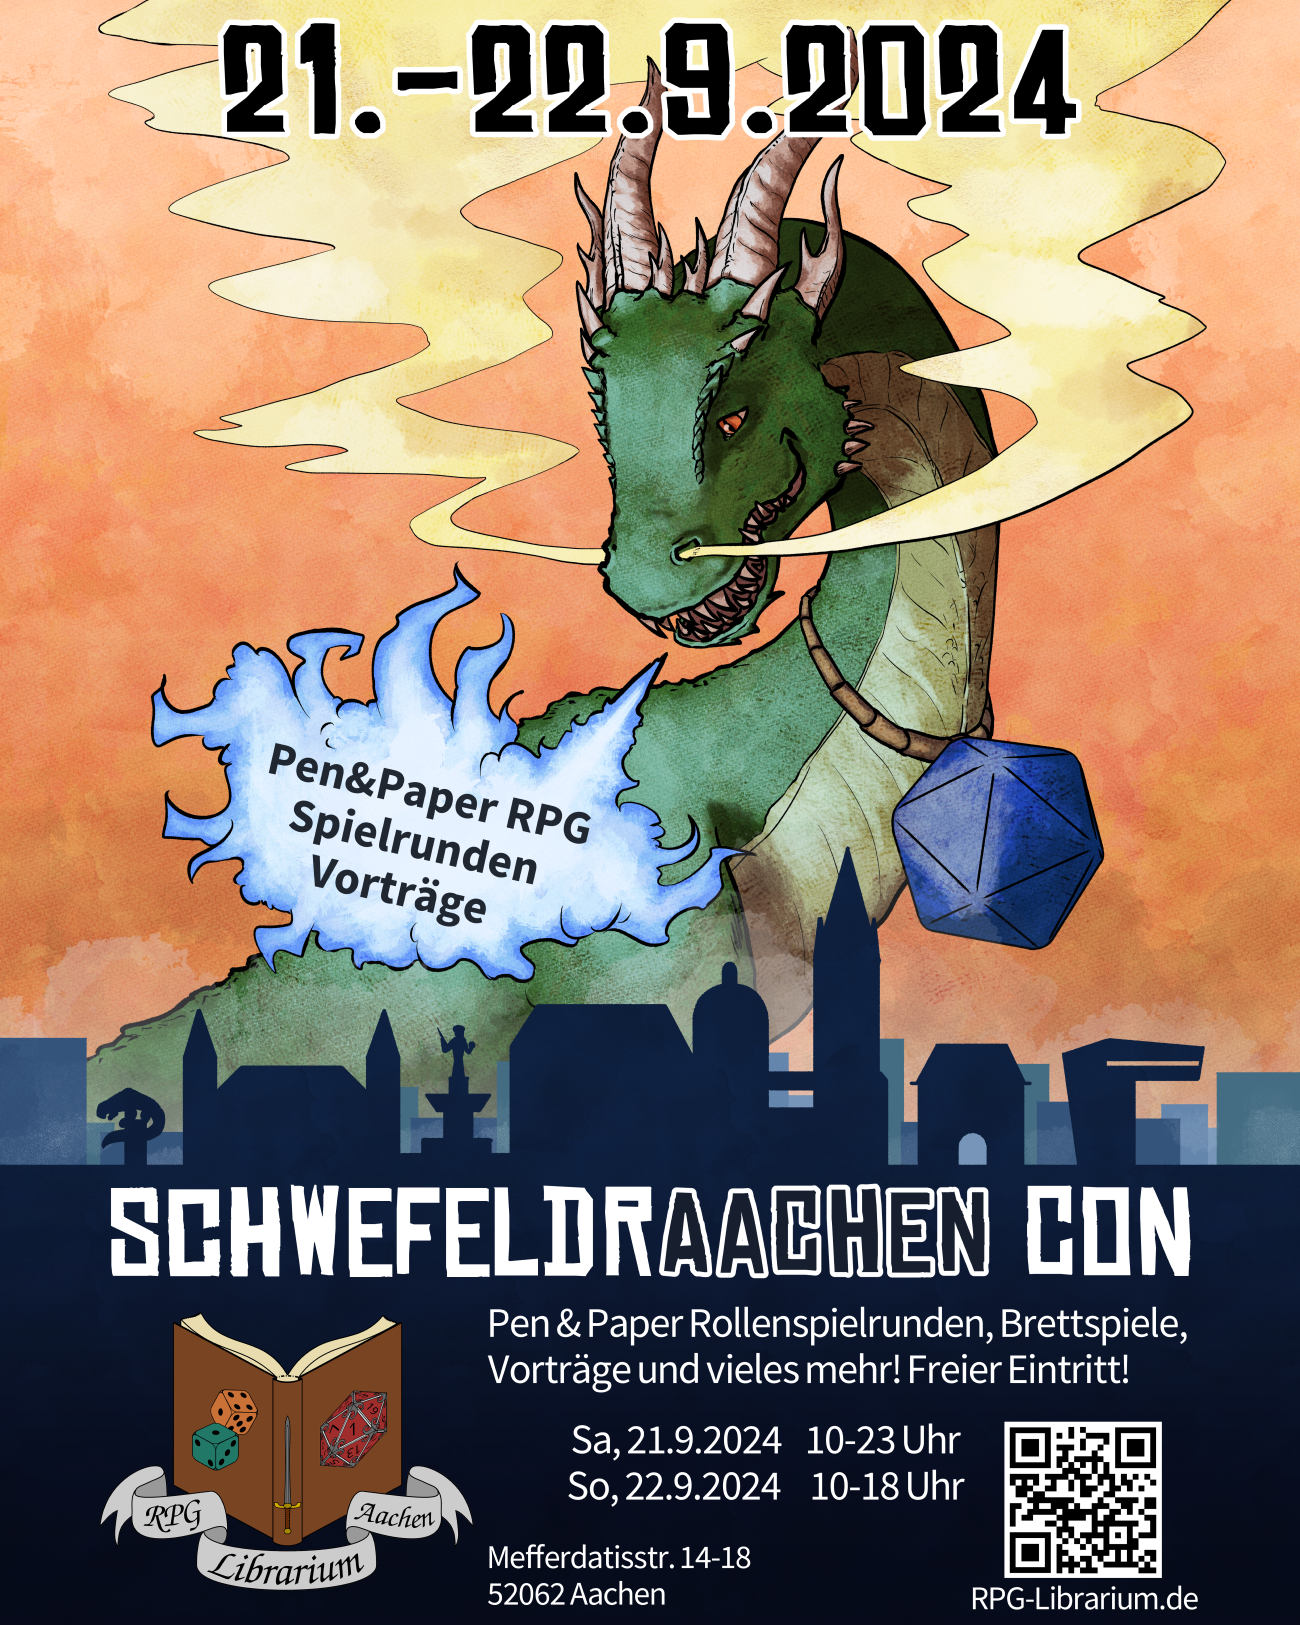 21.-22.9.2024
Pen&Paper RPG
Spielrunden
Vorträge
SCHWEFELDRAACHEN CON
Pen & Paper Rollenspielrunden, Brettspiele,
Vorträge und vieles mehr! Freier Eintritt!
Sa, 21.9.2024 10-23 Uhr
So, 22.9.2024 10-18 Uhr
RPG
Aachen
Librarium
Mefferdatisstr. 14-18
52062 Aachen
RPG-Librarium.de